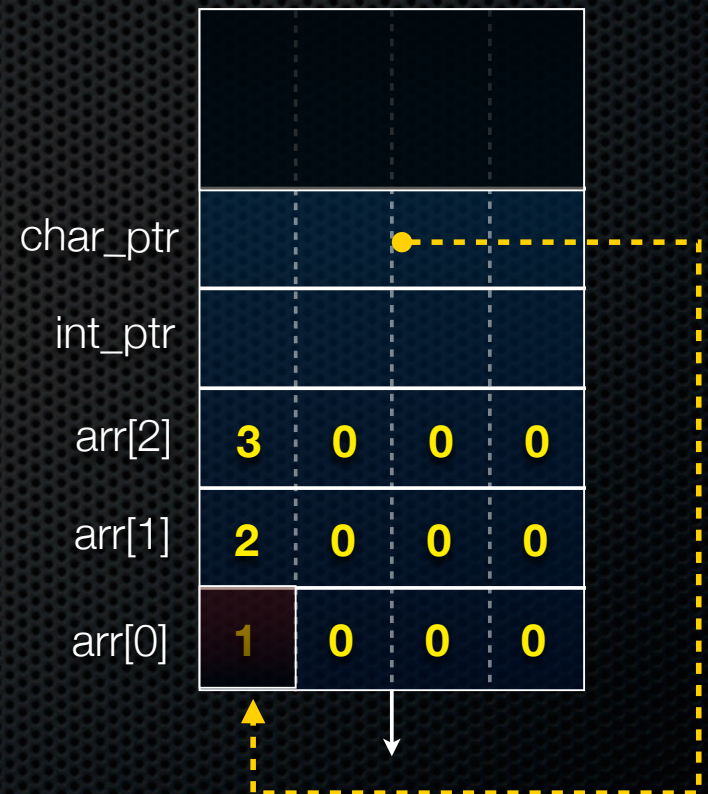 char_ptr
int_ptr
arr[2] 3 0 0 0
arr[1] 2 0 0 0
arr[0] 1 0 0 0